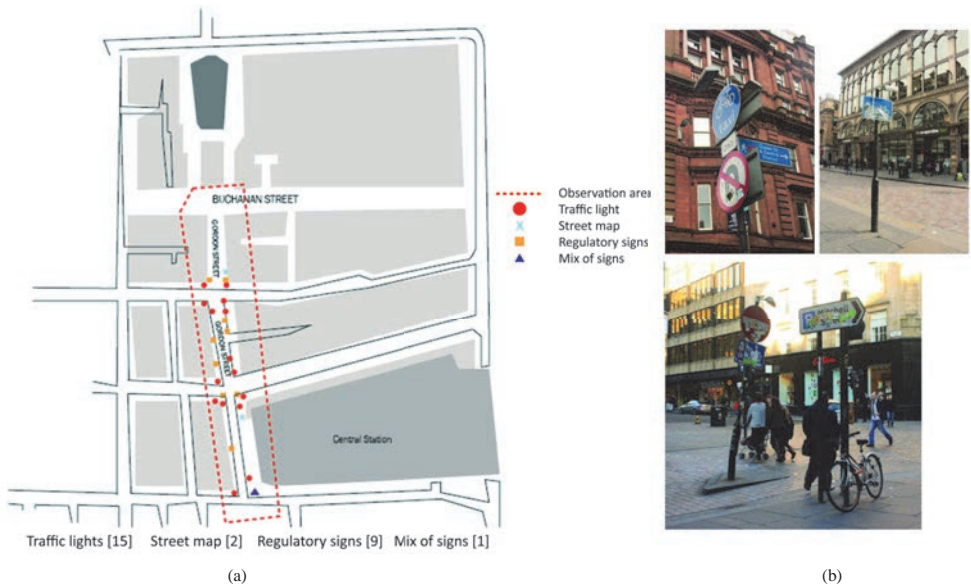 BUCHANAN STREET
GORDON STREET
GORDON STREET
Central Station
Observation area
Traffic light
Street map
Regulatory signs
Mix of signs
Traffic lights [15] Street map [2] Regulatory signs [9] Mix of signs [1]
(a)
Mitchell
(b)